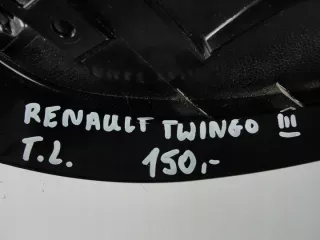 RENAULT TWINGO III
T.L. 150,-